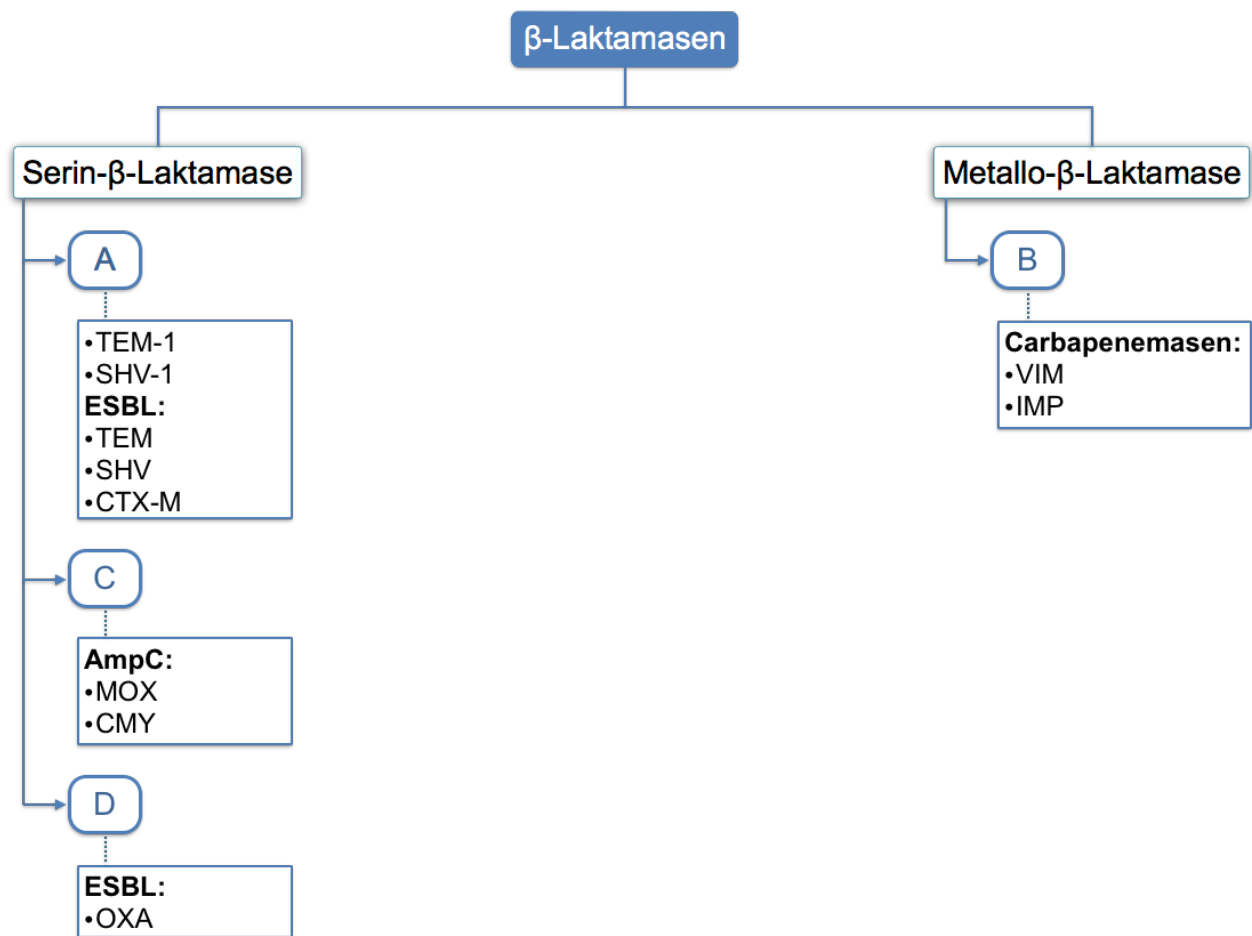 β-Laktamasen
Serin-β-Laktamase
Metallo-β-Laktamase
A
•TEM-1
•SHV-1
ESBL:
•TEM
•SHV
•CTX-M
B
Carbapenemasen:
•VIM
•IMP
C
AmpC:
•MOX
•CMY
D
ESBL:
•OXA